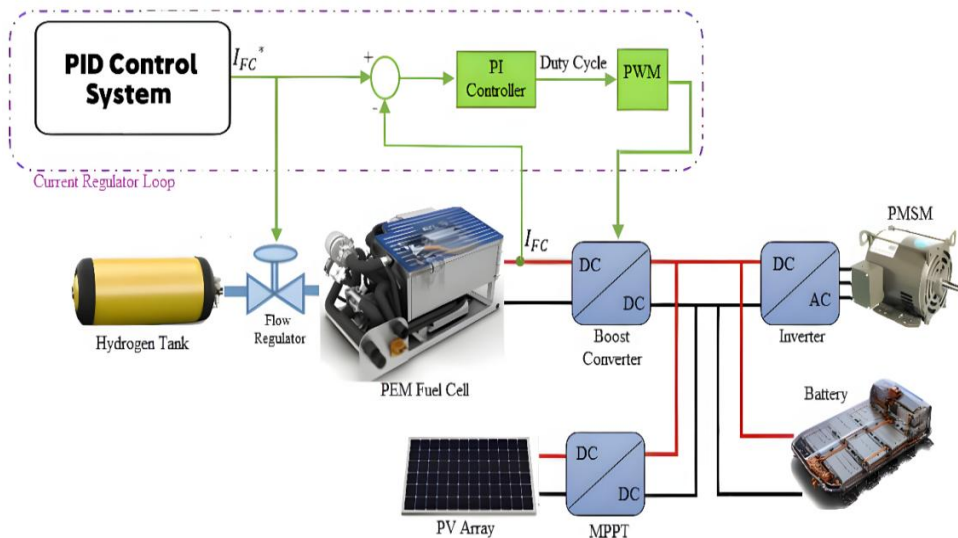 PID Control
System
I_FC*
+
-
PI
Controller
Duty Cycle
PWM
Current Regulator Loop
Hydrogen Tank
Flow
Regulator
PEM Fuel Cell
I_FC
DC
DC
Boost
Converter
DC
AC
Inverter
PMSM
Battery
PV Array
DC
DC
MPPT